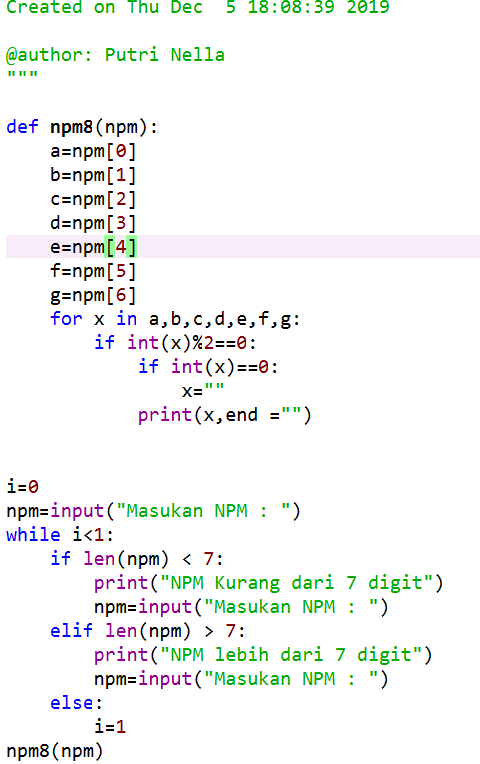 Created on Thu Dec  5 18:08:39 2019

@author: Putri Nella
"""

def npm8(npm):
    a=npm[0]
    b=npm[1]
    c=npm[2]
    d=npm[3]
    e=npm[4]
    f=npm[5]
    g=npm[6]
    for x in a,b,c,d,e,f,g:
        if int(x)%2==0:
            if int(x)==0:
                x=""
            print(x,end ="")


i=0
npm=input("Masukan NPM : ")
while i<1:
    if len(npm) < 7:
        print("NPM Kurang dari 7 digit")
        npm=input("Masukan NPM : ")
    elif len(npm) > 7:
        print("NPM lebih dari 7 digit")
        npm=input("Masukan NPM : ")
    else:
        i=1
npm8(npm)